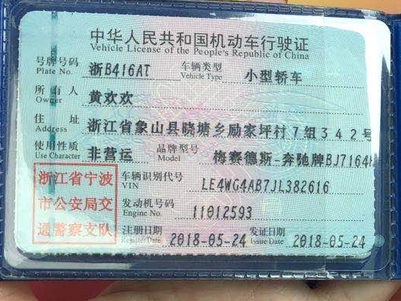 中华人民共和国机动车行驶证
Vehicle License of the People's Republic of China
号牌号码 浙B416AT 车辆类型 小型轿车
Plate No. Vehicle Type
所有人 黄欢欢
Owner
住址 浙江省象山县晓塘乡励家坪村7组342号
Address
使用性质 非营运 品牌型号 梅赛德斯-奔驰牌BJ7164
Use Character Model
浙江省宁波
市公安局交
通警察支队
车辆识别代号 LE4WG4AB7JL382616
VIN
发动机号码 11012593
Engine No.
注册日期 2018-05-24 发证日期 2018-05-24
Register Date Issue Date